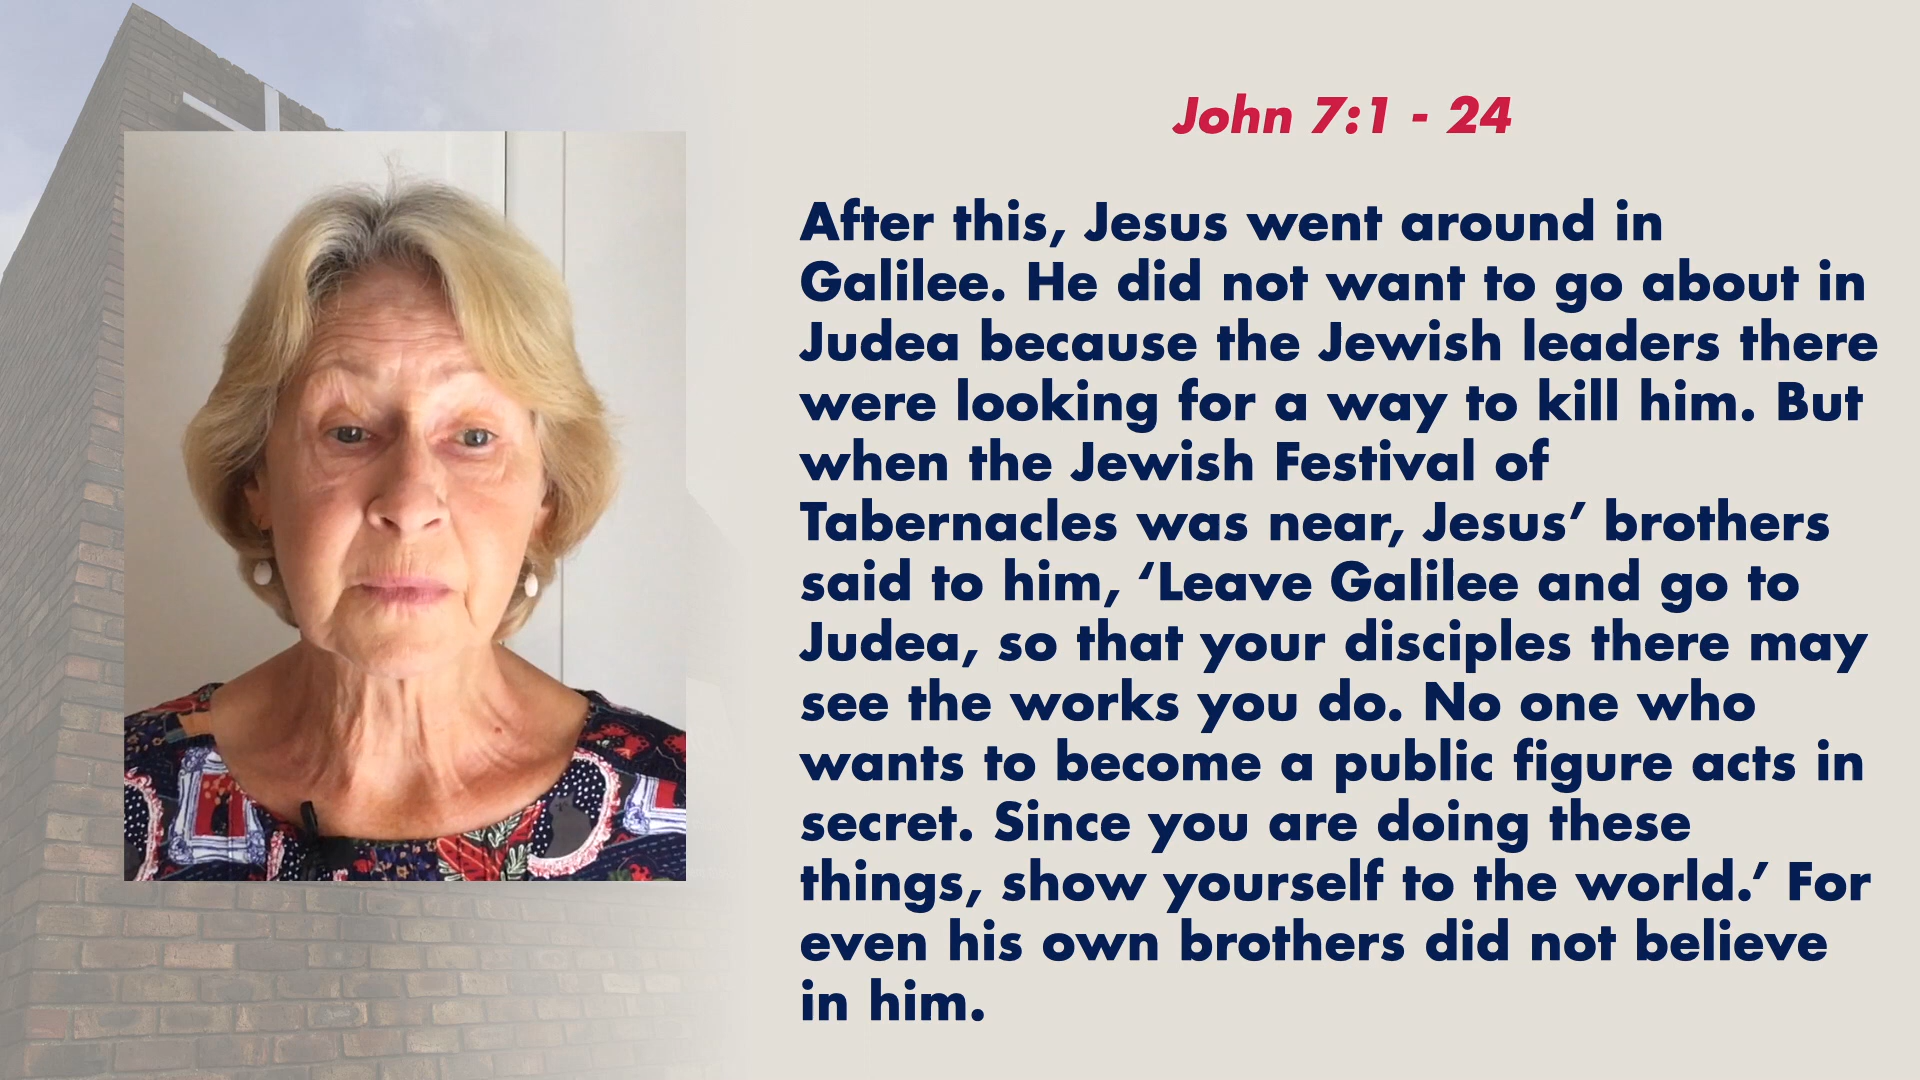 John 7:1 - 24
After this, Jesus went around in
Galilee. He did not want to go about in
Judea because the Jewish leaders there
were looking for a way to kill him. But
when the Jewish Festival of
Tabernacles was near, Jesus’ brothers
said to him, ‘Leave Galilee and go to
Judea, so that your disciples there may
see the works you do. No one who
wants to become a public figure acts in
secret. Since you are doing these
things, show yourself to the world.’ For
even his own brothers did not believe
in him.